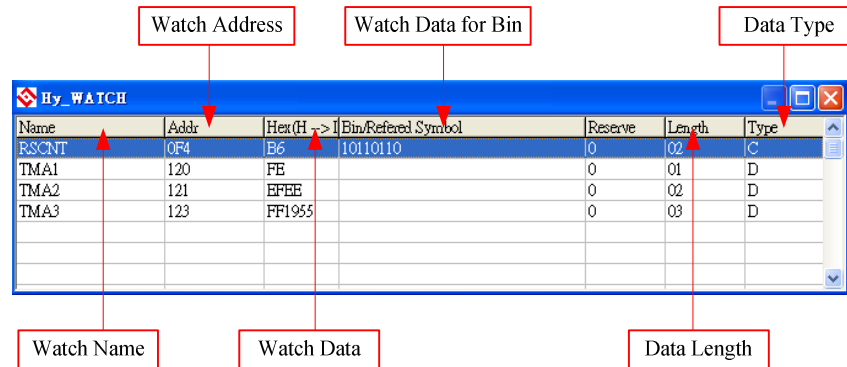 Watch Address Watch Data for Bin Data Type
Hy_WATCH
Name Addr Hex(H --> I Bin/Refered Symbol Reserve Length Type
RSCNT 0F4 B6 10110110 0 02 C
TMA1 120 FE 0 01 D
TMA2 121 EFEE 0 02 D
TMA3 123 FF1955 0 03 D
Watch Name Watch Data Data Length